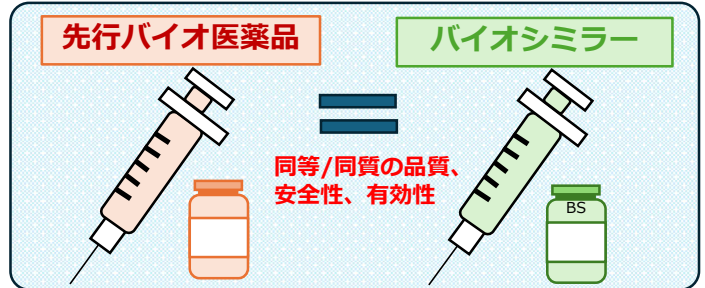 先行バイオ医薬品
バイオシミラー
同等/同質の品質、
安全性、有効性
BS